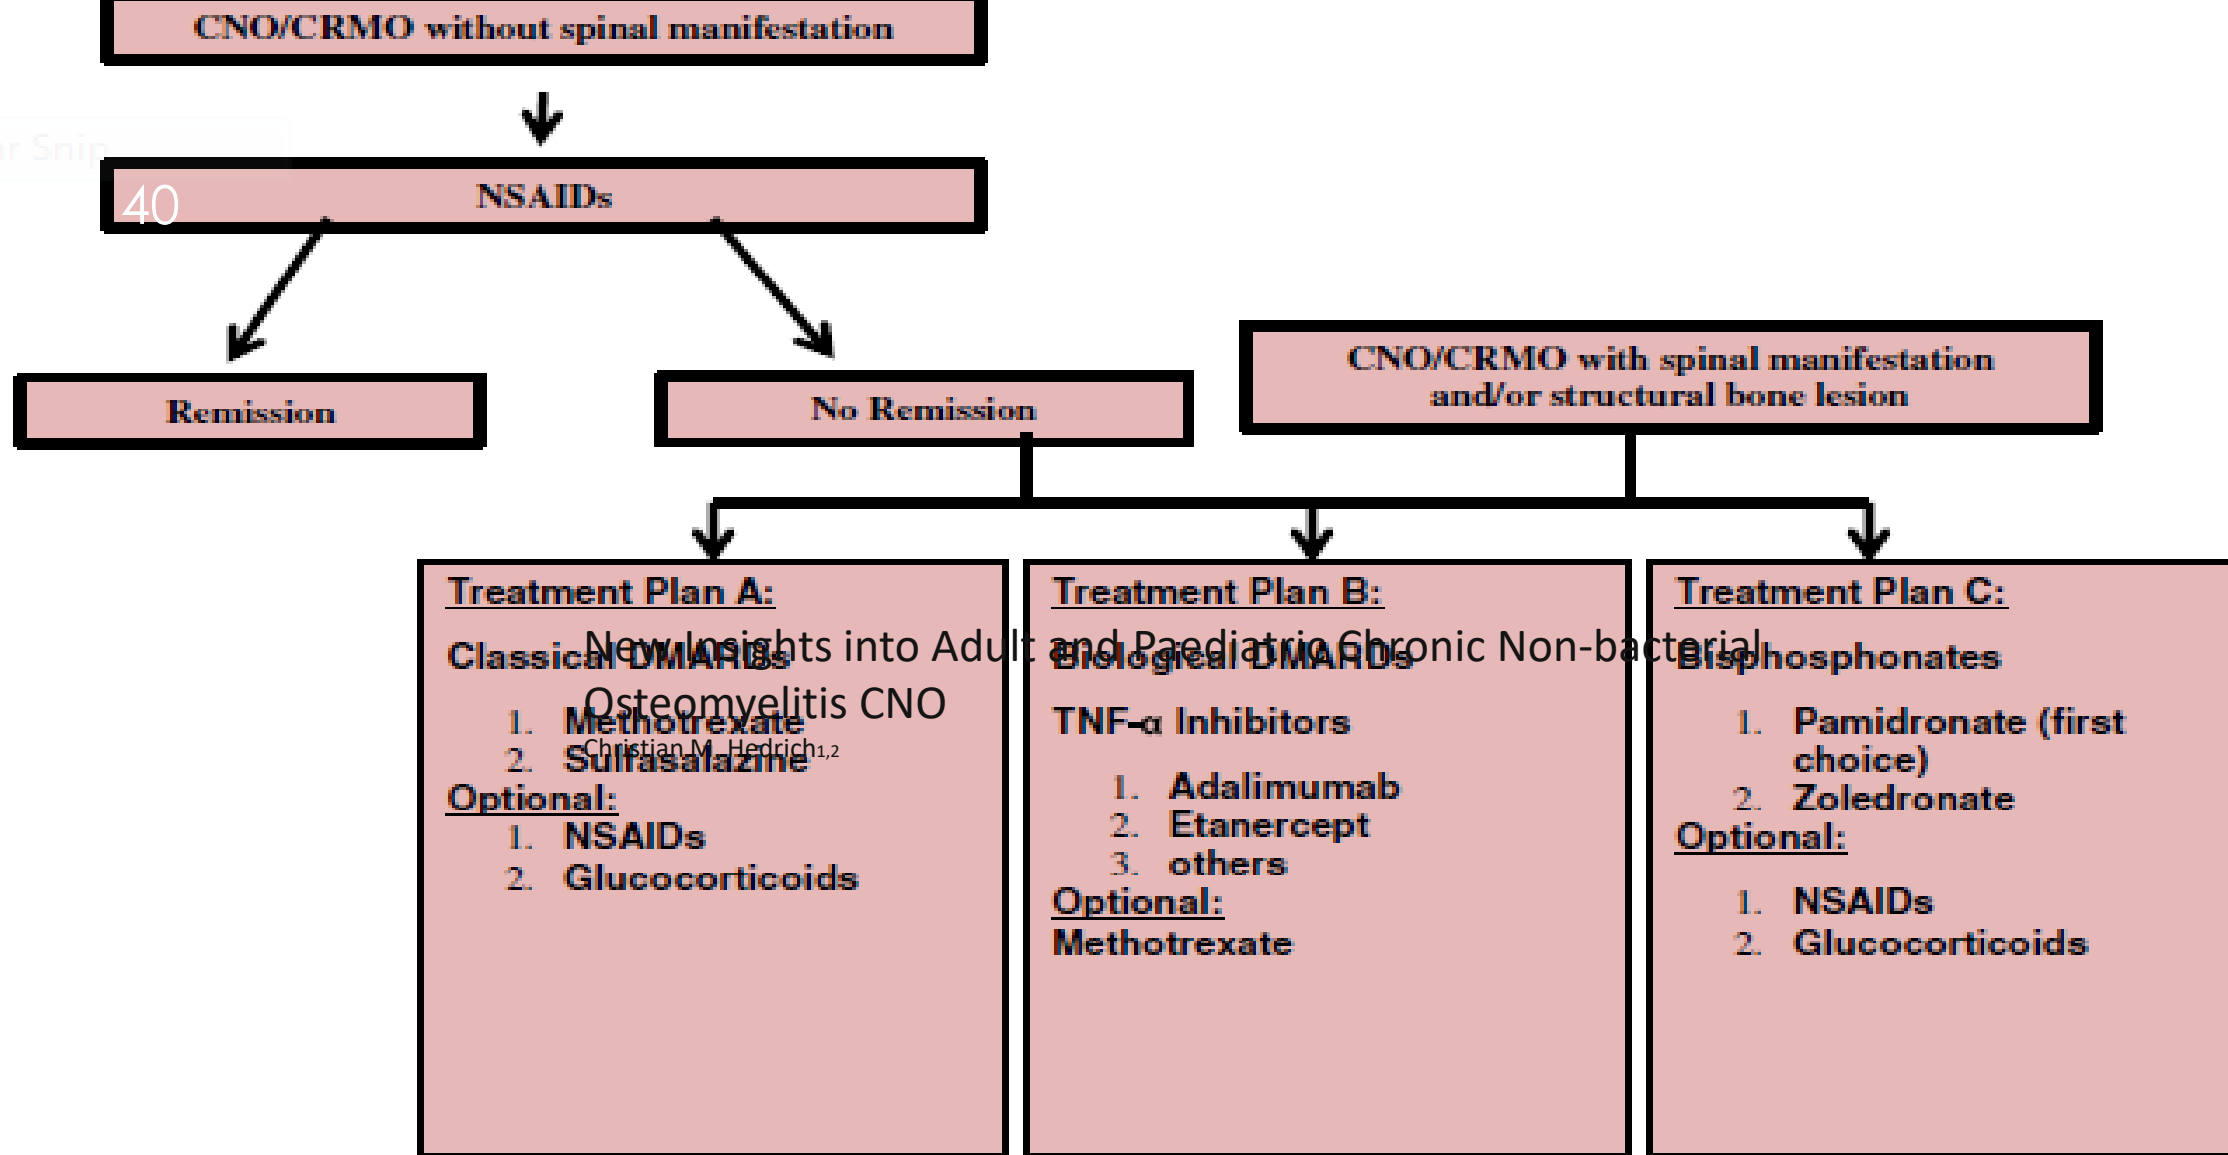 CNO/CRMO without spinal manifestation
ar Snip
40
NSAIDs
Remission
No Remission
CNO/CRMO with spinal manifestation
and/or structural bone lesion
Treatment Plan A:
Classical DMARDs
1. Methotrexate
2. Sulfasalazine
Optional:
1. NSAIDs
2. Glucocorticoids
Treatment Plan B:
Biological DMARDs
TNF-α Inhibitors
1. Adalimumab
2. Etanercept
3. others
Optional:
Methotrexate
Treatment Plan C:
Bisphosphonates
1. Pamidronate (first
choice)
2. Zoledronate
Optional:
1. NSAIDs
2. Glucocorticoids
New Insights into Adult and Paediatric Chronic Non-bacterial
Osteomyelitis CNO
Christian M. Hedrich1,2